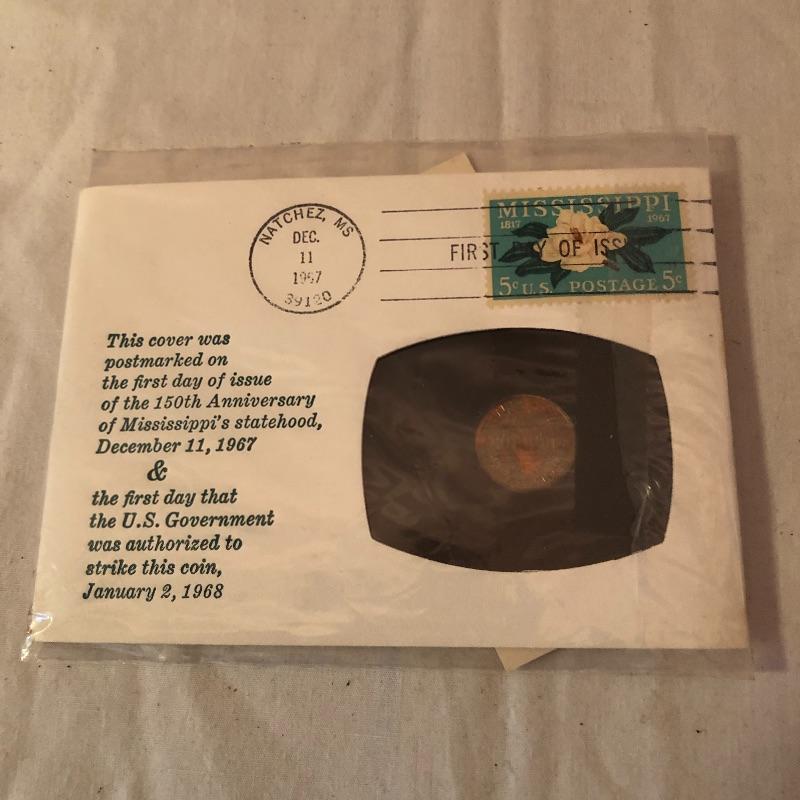 NATCHEZ, MS
DEC.
11
1967
39120
FIRST DAY OF ISSUE
MISSISSIPPI
1817 1967
5c U.S. POSTAGE 5c
This cover was
postmarked on
the first day of issue
of the 150th Anniversary
of Mississippi's statehood,
December 11, 1967
&
the first day that
the U.S. Government
was authorized to
strike this coin,
January 2, 1968